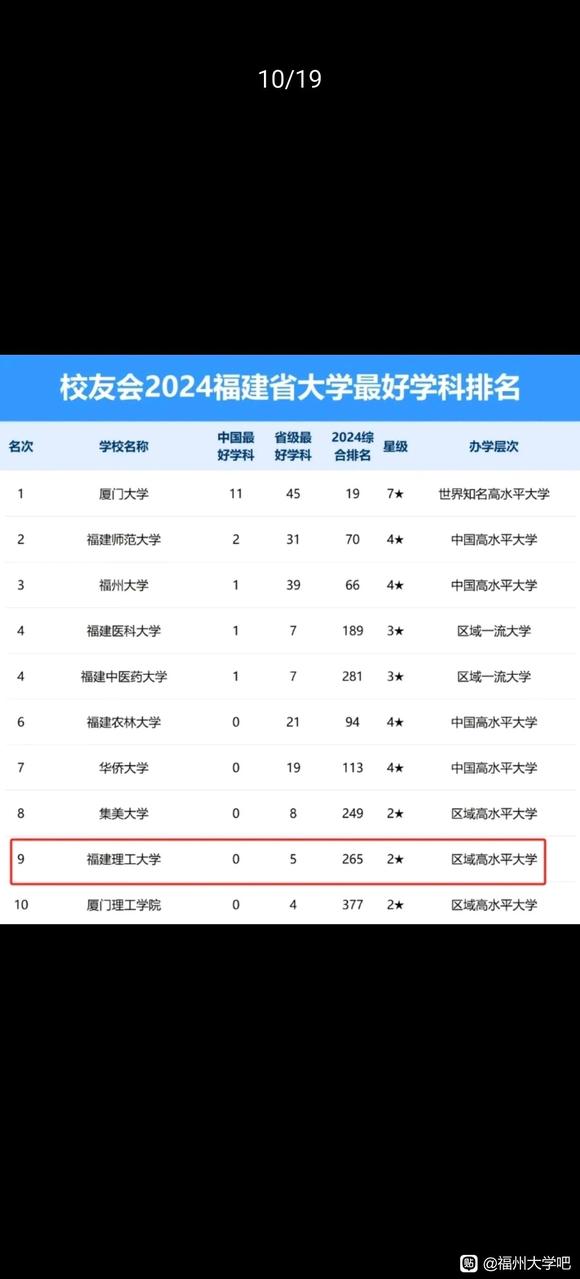 10/19
校友会2024福建省大学最好学科排名
名次 学校名称 中国最好学科 省级最好学科 2024综合排名 星级 办学层次
1 厦门大学 11 45 19 7★ 世界知名高水平大学
2 福建师范大学 2 31 70 4★ 中国高水平大学
3 福州大学 1 39 66 4★ 中国高水平大学
4 福建医科大学 1 7 189 3★ 区域一流大学
4 福建中医药大学 1 7 281 3★ 区域一流大学
6 福建农林大学 0 21 94 4★ 中国高水平大学
7 华侨大学 0 19 113 4★ 中国高水平大学
8 集美大学 0 8 249 2★ 区域高水平大学
9 福建理工大学 0 5 265 2★ 区域高水平大学
10 厦门理工学院 0 4 377 2★ 区域高水平大学
贴 @福州大学吧